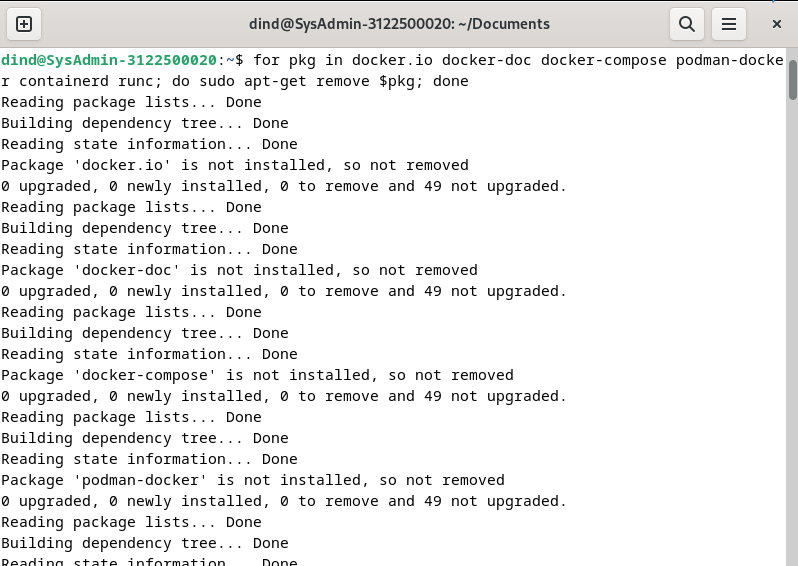 dind@SysAdmin-3122500020: ~/Documents
dind@SysAdmin-3122500020:~$ for pkg in docker.io docker-doc docker-compose podman-docke
r containerd runc; do sudo apt-get remove $pkg; done
Reading package lists... Done
Building dependency tree... Done
Reading state information... Done
Package 'docker.io' is not installed, so not removed
0 upgraded, 0 newly installed, 0 to remove and 49 not upgraded.
Reading package lists... Done
Building dependency tree... Done
Reading state information... Done
Package 'docker-doc' is not installed, so not removed
0 upgraded, 0 newly installed, 0 to remove and 49 not upgraded.
Reading package lists... Done
Building dependency tree... Done
Reading state information... Done
Package 'docker-compose' is not installed, so not removed
0 upgraded, 0 newly installed, 0 to remove and 49 not upgraded.
Reading package lists... Done
Building dependency tree... Done
Reading state information... Done
Package 'podman-docker' is not installed, so not removed
0 upgraded, 0 newly installed, 0 to remove and 49 not upgraded.
Reading package lists... Done
Building dependency tree... Done
Reading state information... Done